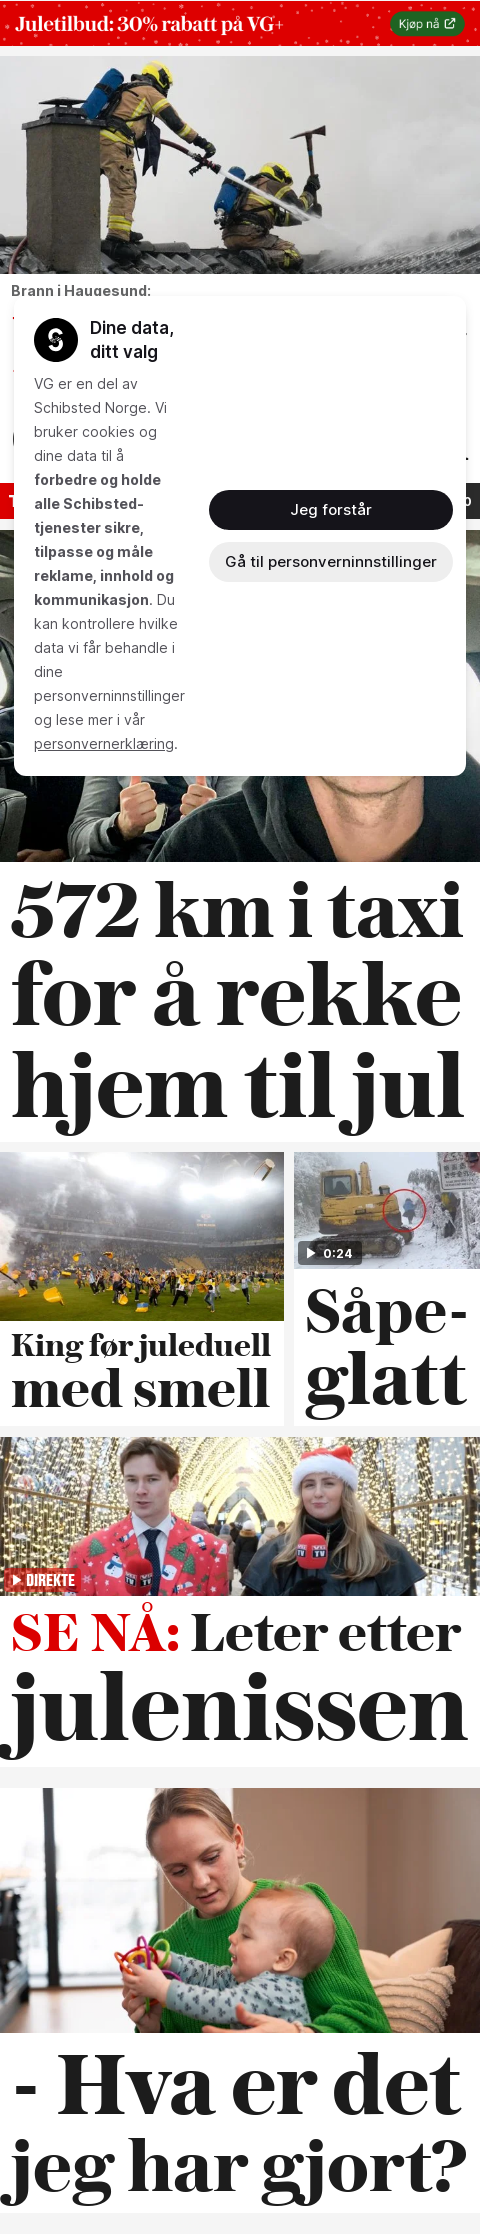 Juletilbud: 30% rabatt på VG+
Kjøp nå
Brann i Haugesund:
Dine data,
ditt valg
VG er en del av
Schibsted Norge. Vi
bruker cookies og
dine data til å
forbedre og holde
alle Schibsted-
tjenester sikre,
tilpasse og måle
reklame, innhold og
kommunikasjon. Du
kan kontrollere hvilke
data vi får behandle i
dine
personverninnstillinger
og lese mer i vår
personvernerklæring.
Jeg forstår
Gå til personverninnstillinger
572 km i taxi
for å rekke
hjem til jul
0:24
King før juleduell
med smell
Såpe-
glatt
DIREKTE
SE NÅ: Leter etter
julenissen
- Hva er det
jeg har gjort?